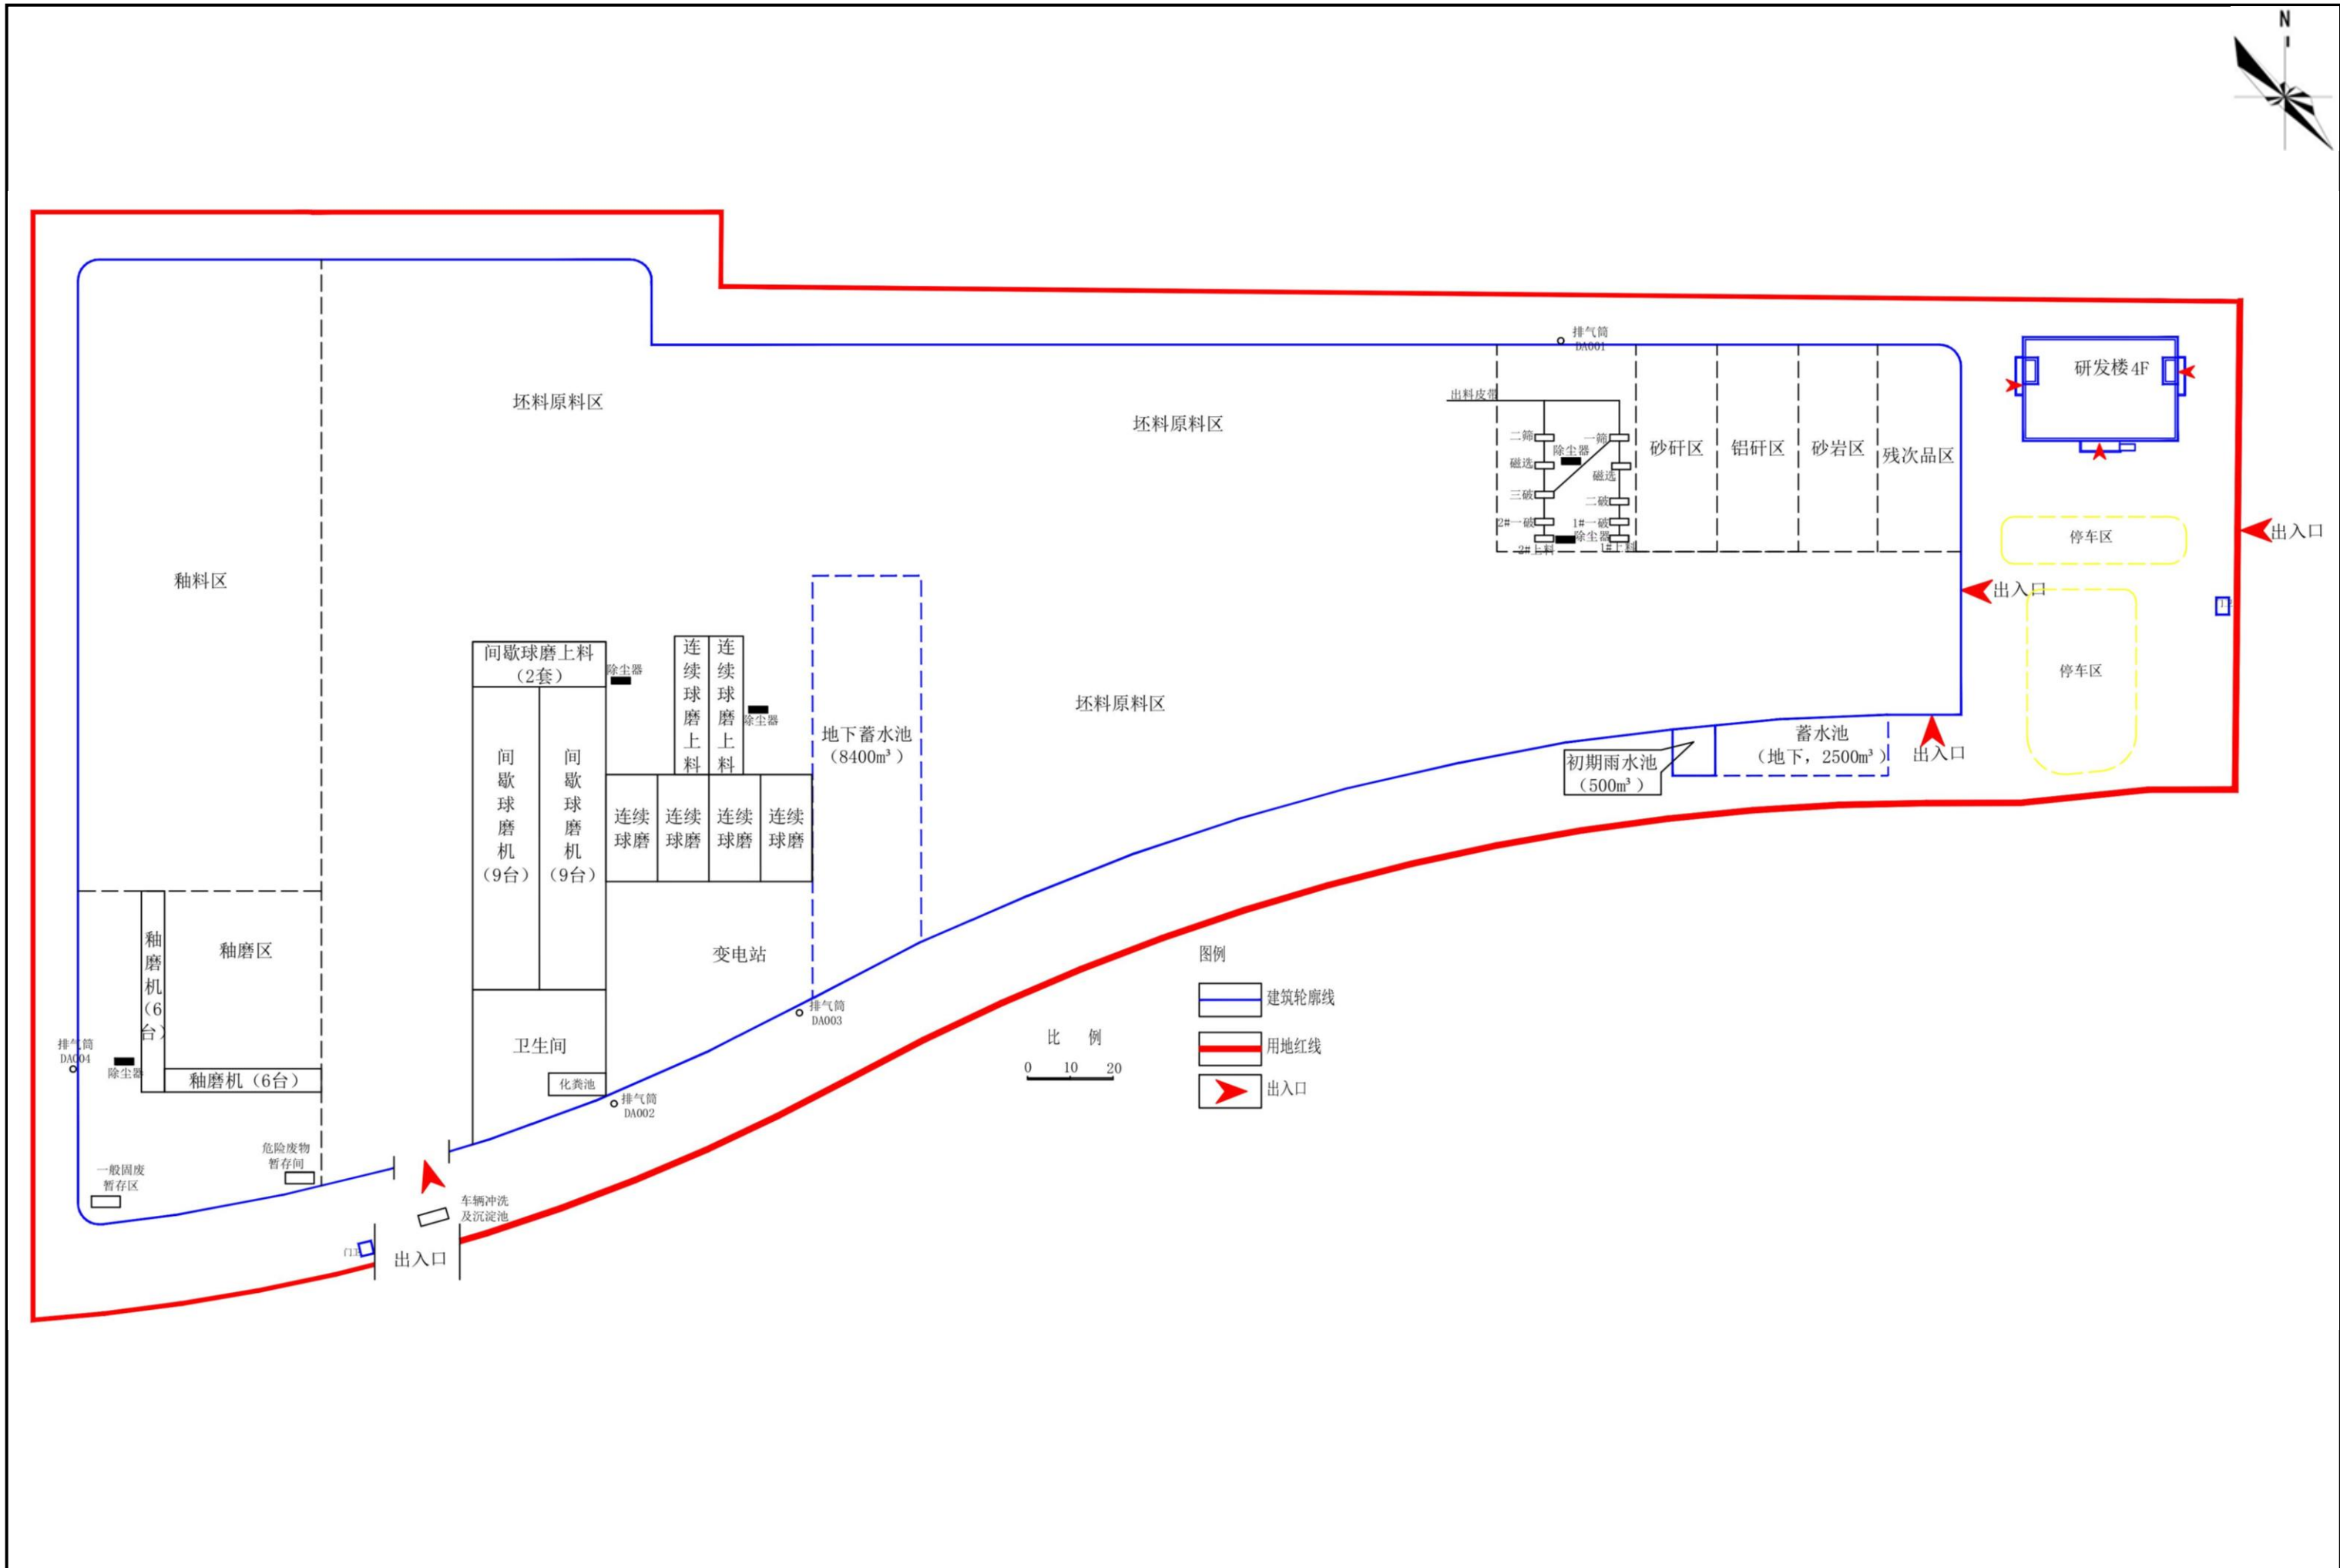 N
排气筒
DA001
研发楼4F
出料皮带
坯料原料区
坯料原料区
二筛
一筛
除尘器
磁选
磁选
三破
二破
2#一破
1#一破
除尘器
2#上料
1#上料
砂矸区
铝矸区
砂岩区
残次品区
停车区
出入口
出入口
停车区
釉料区
间歇球磨上料
（2套）
除尘器
连续球磨上料
连续球磨上料
除尘器
地下蓄水池
（8400m³）
坯料原料区
初期雨水池
（500m³）
蓄水池
（地下，2500m³）
出入口
间歇球磨机（9台）
间歇球磨机（9台）
连续
球磨
连续
球磨
连续
球磨
连续
球磨
釉磨机（6台）
釉磨区
变电站
图例
建筑轮廓线
用地红线
出入口
比 例
0 10 20
排气筒
DA003
排气筒
DA004
除尘器
釉磨机（6台）
卫生间
化粪池
排气筒
DA002
危险废物
暂存间
一般固废
暂存区
车辆冲洗
及沉淀池
出入口